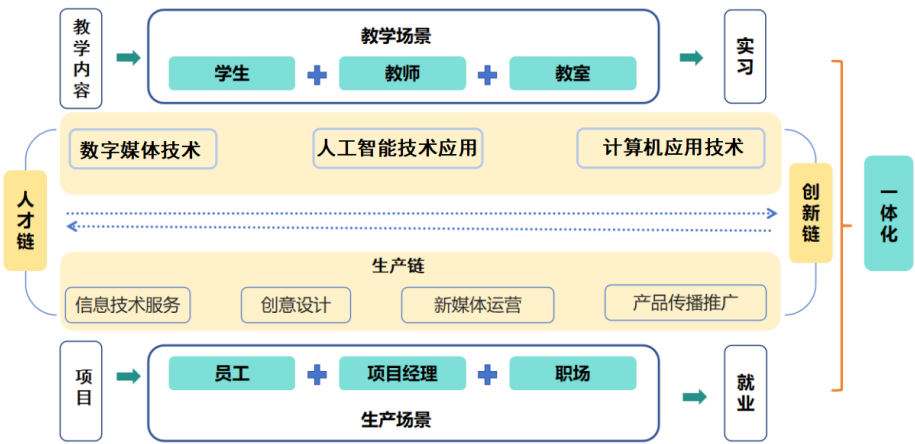 教学内容
教学场景
学生
教师
教室
实习
数字媒体技术
人工智能技术应用
计算机应用技术
人才链
创新链
一体化
生产链
信息技术服务
创意设计
新媒体运营
产品传播推广
项目
员工
项目经理
职场
生产场景
就业